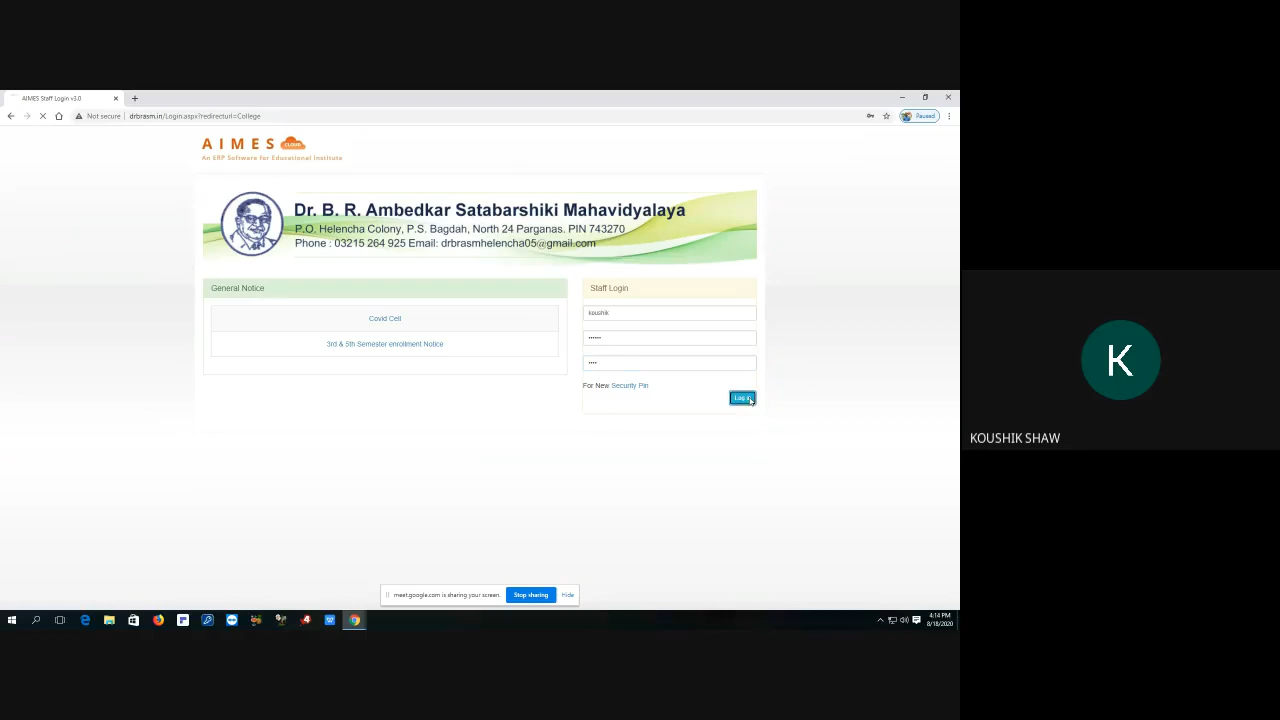 AIMES Staff Login v3.0
Not secure
drbrasm.in/Login.aspx?redirecturl=College
Paused
AIMES CLOUD
An ERP Software for Educational Institute
Dr. B. R. Ambedkar Satabarshiki Mahavidyalaya
P.O. Helencha Colony, P.S. Bagdah, North 24 Parganas. PIN 743270
Phone : 03215 264 925 Email: drbrasmhelencha05@gmail.com
General Notice
Staff Login
Covid Cell
3rd & 5th Semester enrollment Notice
koushik
For New Security Pin
Log in
K
KOUSHIK SHAW
meet.google.com is sharing your screen.
Stop sharing
Hide
4:14 PM
8/18/2020